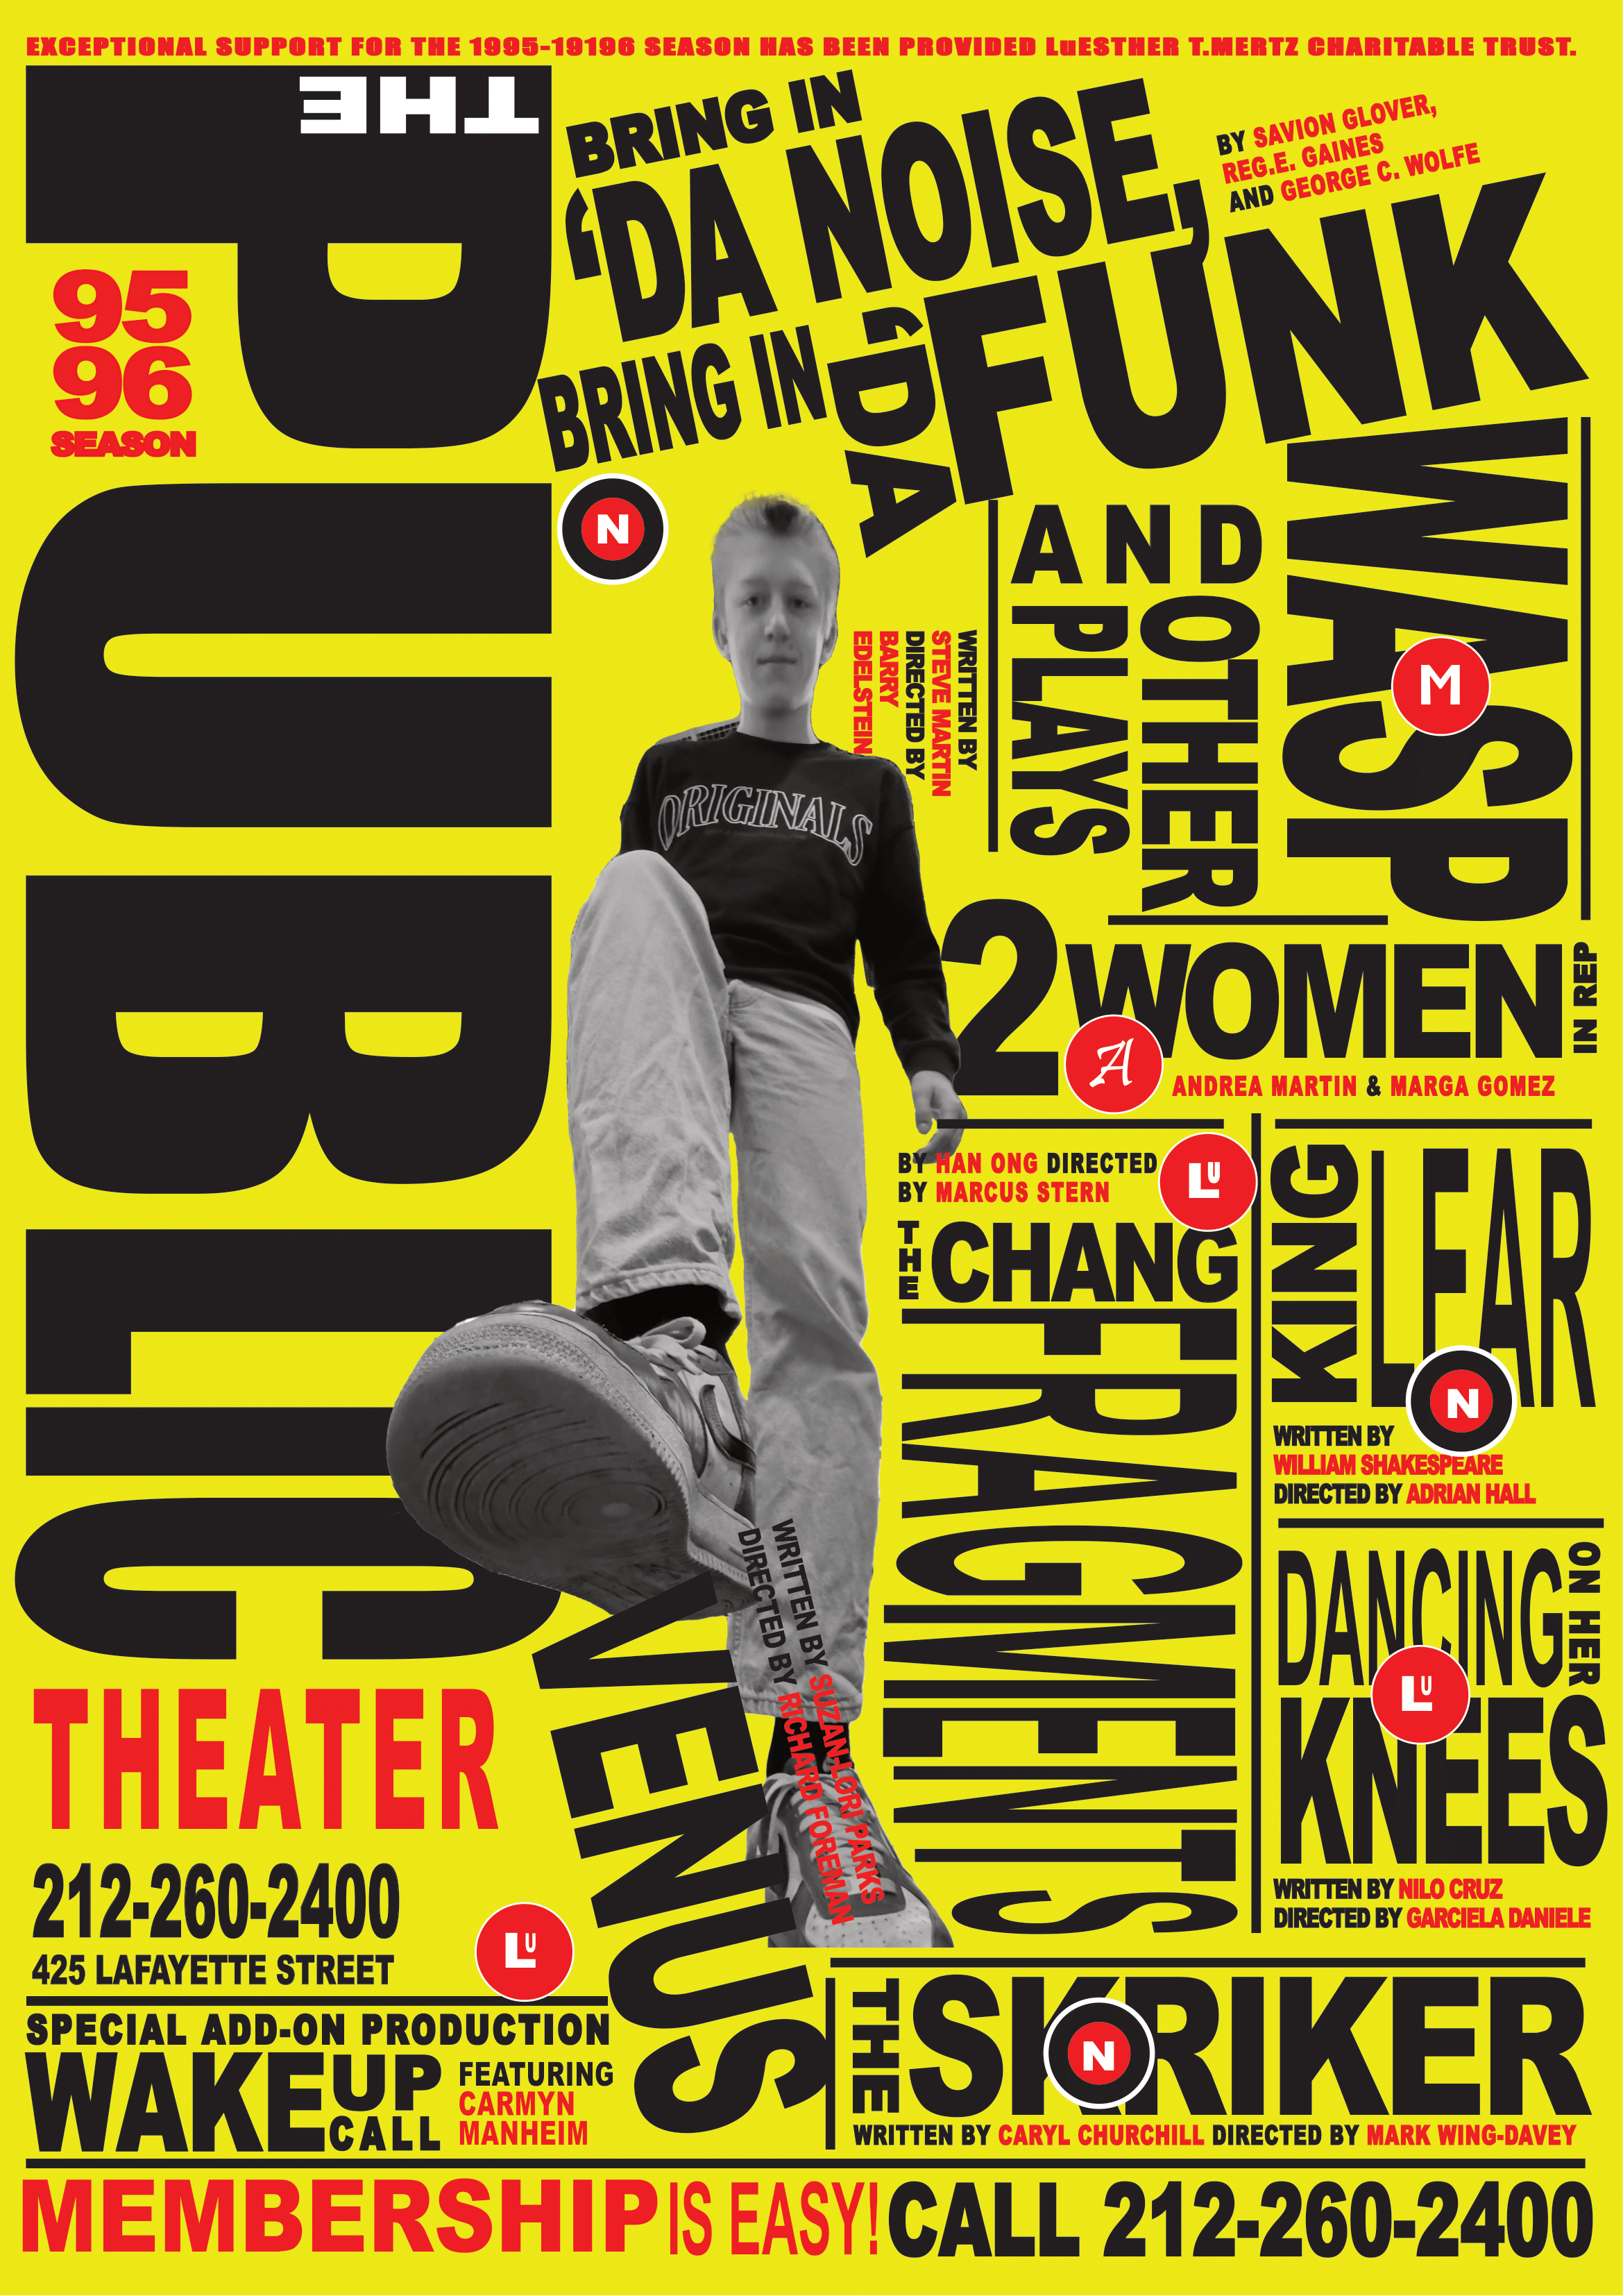 EXCEPTIONAL SUPPORT FOR THE 1995-19196 SEASON HAS BEEN PROVIDED LuESTHER T.MERTZ CHARITABLE TRUST.
THE
PUBLIC
95
96
SEASON
THEATER
212-260-2400
425 LAFAYETTE STREET
BRING IN
‘DA NOISE,
BRING IN
‘DA
FUNK
BY SAVION GLOVER,
REG.E. GAINES
AND GEORGE C. WOLFE
N
WASP
M
AND
OTHER
PLAYS
WRITTEN BY
STEVE MARTIN
DIRECTED BY
BARRY
EDELSTEIN
ORIGINALS
2 WOMEN
IN REP
A
ANDREA MARTIN & MARGA GOMEZ
BY HAN ONG DIRECTED
BY MARCUS STERN
LU
THE
CHANG
FRAGMENTS
KING
LEAR
N
WRITTEN BY
WILLIAM SHAKESPEARE
DIRECTED BY ADRIAN HALL
DANCING
ON HER
KNEES
LU
WRITTEN BY NILO CRUZ
DIRECTED BY GARCIELA DANIELE
VENUS
WRITTEN BY SUZAN-LORI PARKS
DIRECTED BY RICHARD FOREMAN
LU
THE
SKRIKER
N
WRITTEN BY CARYL CHURCHILL DIRECTED BY MARK WING-DAVEY
SPECIAL ADD-ON PRODUCTION
WAKE UP
CALL
FEATURING
CARMYN
MANHEIM
MEMBERSHIP IS EASY! CALL 212-260-2400